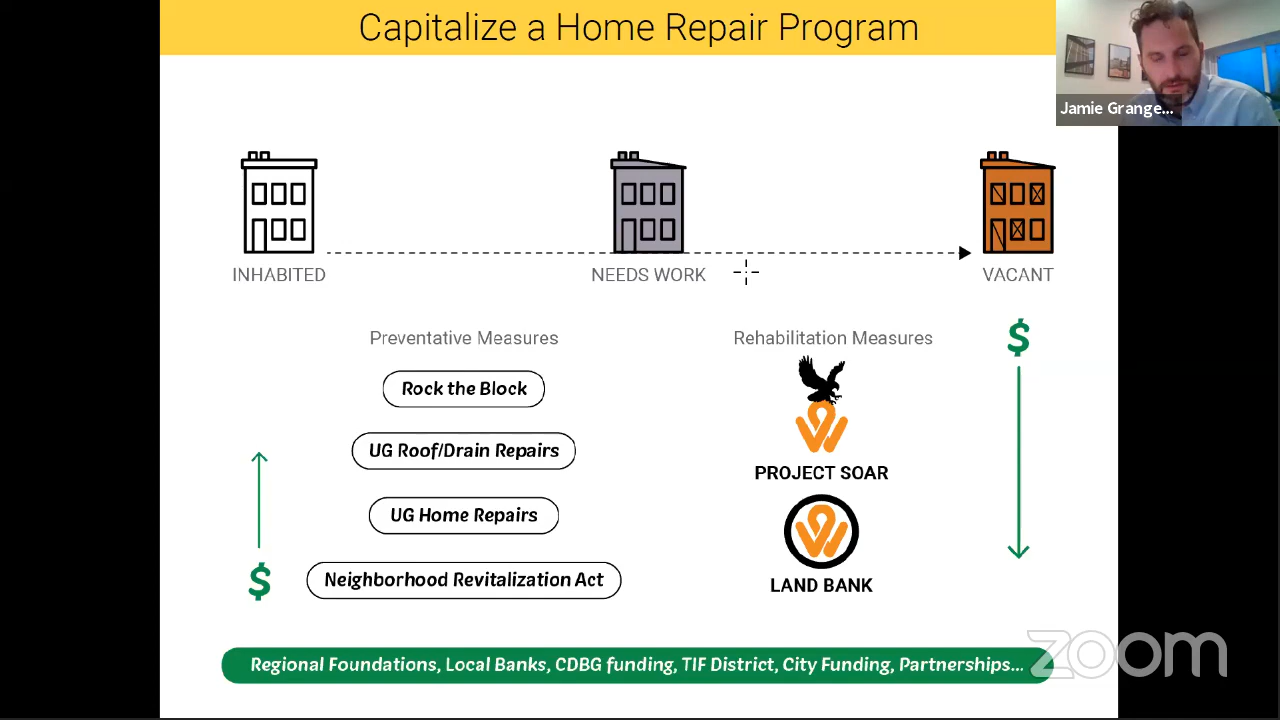 Capitalize a Home Repair Program
Jamie Grange...
INHABITED
NEEDS WORK
VACANT
Preventative Measures
Rehabilitation Measures
$
Rock the Block
UG Roof/Drain Repairs
PROJECT SOAR
UG Home Repairs
$
Neighborhood Revitalization Act
LAND BANK
Regional Foundations, Local Banks, CDBG funding, TIF District, City Funding, Partnerships...
zoom